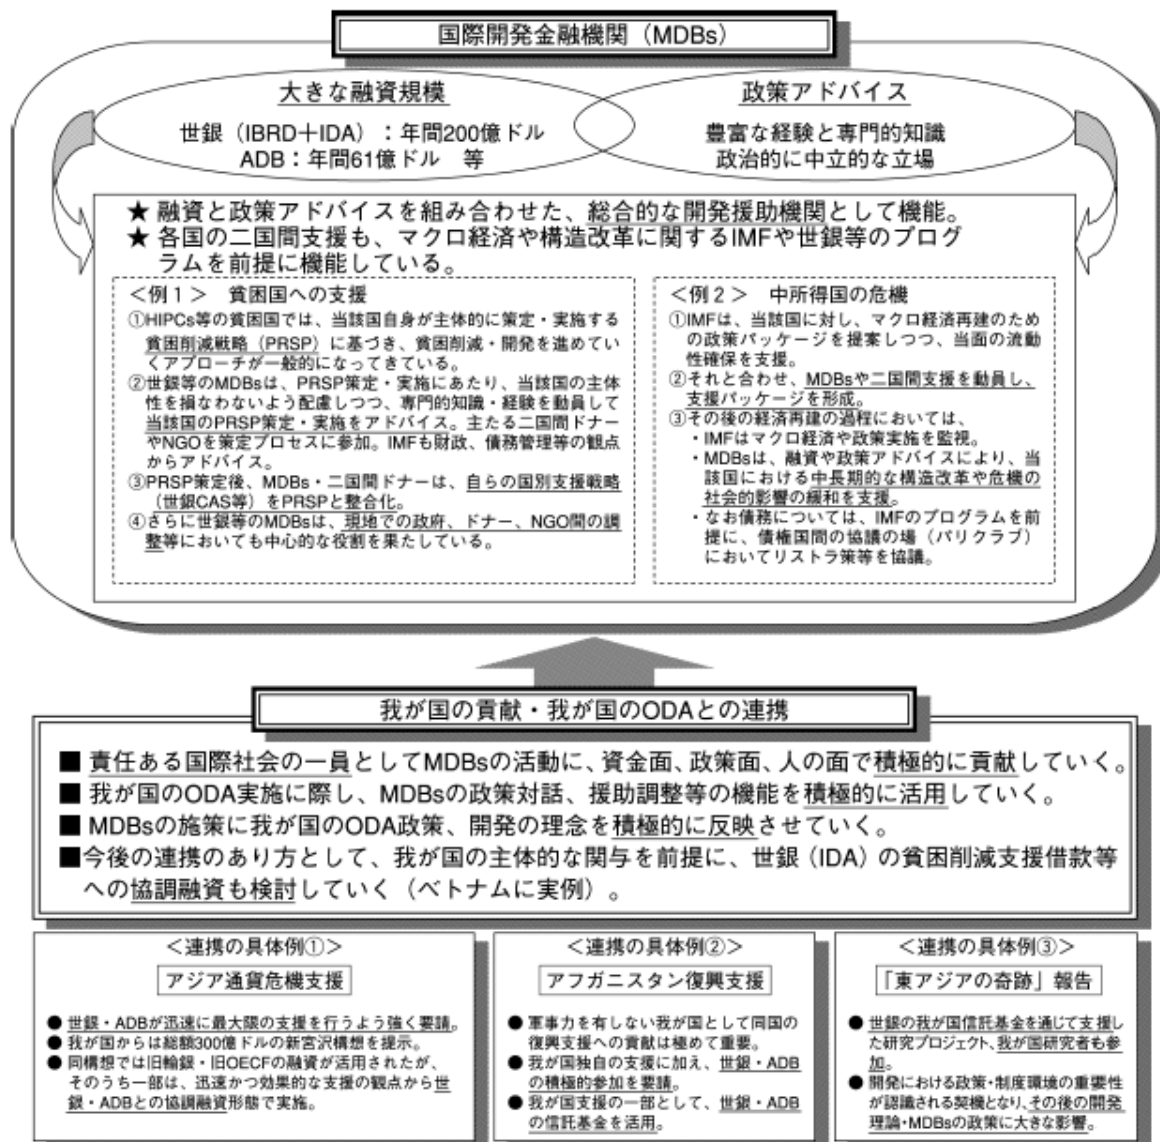 国際開発金融機関（MDBs）
大きな融資規模
世銀（IBRD＋IDA）：年間200億ドル
ADB：年間61億ドル　等
政策アドバイス
豊富な経験と専門的知識
政治的に中立的な立場
★ 融資と政策アドバイスを組み合わせた、総合的な開発援助機関として機能。
★ 各国の二国間支援も、マクロ経済や構造改革に関するIMFや世銀等のプログ
ラムを前提に機能している。
＜例１＞　貧困国への支援
①HIPCs等の貧困国では、当該国自身が主体的に策定・実施する
貧困削減戦略（PRSP）に基づき、貧困削減・開発を進めてい
くアプローチが一般的になってきている。
②世銀等のMDBsは、PRSP策定・実施にあたり、当該国の主体
性を損なわないよう配慮しつつ、専門的知識・経験を動員して
当該国のPRSP策定・実施をアドバイス。主たる二国間ドナー
やNGOを策定プロセスに参加。IMFも財政、債務管理等の観点
からアドバイス。
③PRSP策定後、MDBs・二国間ドナーは、自らの国別支援戦略
（世銀CAS等）をPRSPと整合化。
④さらに世銀等のMDBsは、現地での政府、ドナー、NGO間の調
整等においても中心的な役割を果たしている。
＜例２＞　中所得国の危機
①IMFは、当該国に対し、マクロ経済再建のため
の政策パッケージを提案しつつ、当面の流動
性確保を支援。
②それと合わせ、MDBsや二国間支援を動員し、
支援パッケージを形成。
③その後の経済再建の過程においては、
・IMFはマクロ経済や政策実施を監視。
・MDBsは、融資や政策アドバイスにより、当
該国における中長期的な構造改革や危機の
社会的影響の緩和を支援。
・なお債務については、IMFのプログラムを前
提に、債権国間の協議の場（パリクラブ）
においてリストラ策等を協議。
我が国の貢献・我が国のODAとの連携
■ 責任ある国際社会の一員としてMDBsの活動に、資金面、政策面、人の面で積極的に貢献していく。
■ 我が国のODA実施に際し、MDBsの政策対話、援助調整等の機能を積極的に活用していく。
■ MDBsの施策に我が国のODA政策、開発の理念を積極的に反映させていく。
■今後の連携のあり方として、我が国の主体的な関与を前提に、世銀（IDA）の貧困削減支援借款等
への協調融資も検討していく（ベトナムに実例）。
＜連携の具体例①＞
アジア通貨危機支援
● 世銀・ADBが迅速に最大限の支援を行うよう強く要請。
● 我が国からは総額300億ドルの新宮沢構想を提示。
● 同構想では旧輸銀・旧OECFの融資が活用されたが、
そのうち一部は、迅速かつ効果的な支援の観点から世
銀・ADBとの協調融資形態で実施。
＜連携の具体例②＞
アフガニスタン復興支援
● 軍事力を有しない我が国として同国の
復興支援への貢献は極めて重要。
● 我が国独自の支援に加え、世銀・ADB
の積極的参加を要請。
● 我が国支援の一部として、世銀・ADB
の信託基金を活用。
＜連携の具体例③＞
「東アジアの奇跡」報告
● 世銀の我が国信託基金を通じて支援し
た研究プロジェクト、我が国研究者も参
加。
● 開発における政策・制度環境の重要性
が認識される契機となり、その後の開発
理論・MDBsの政策に大きな影響。